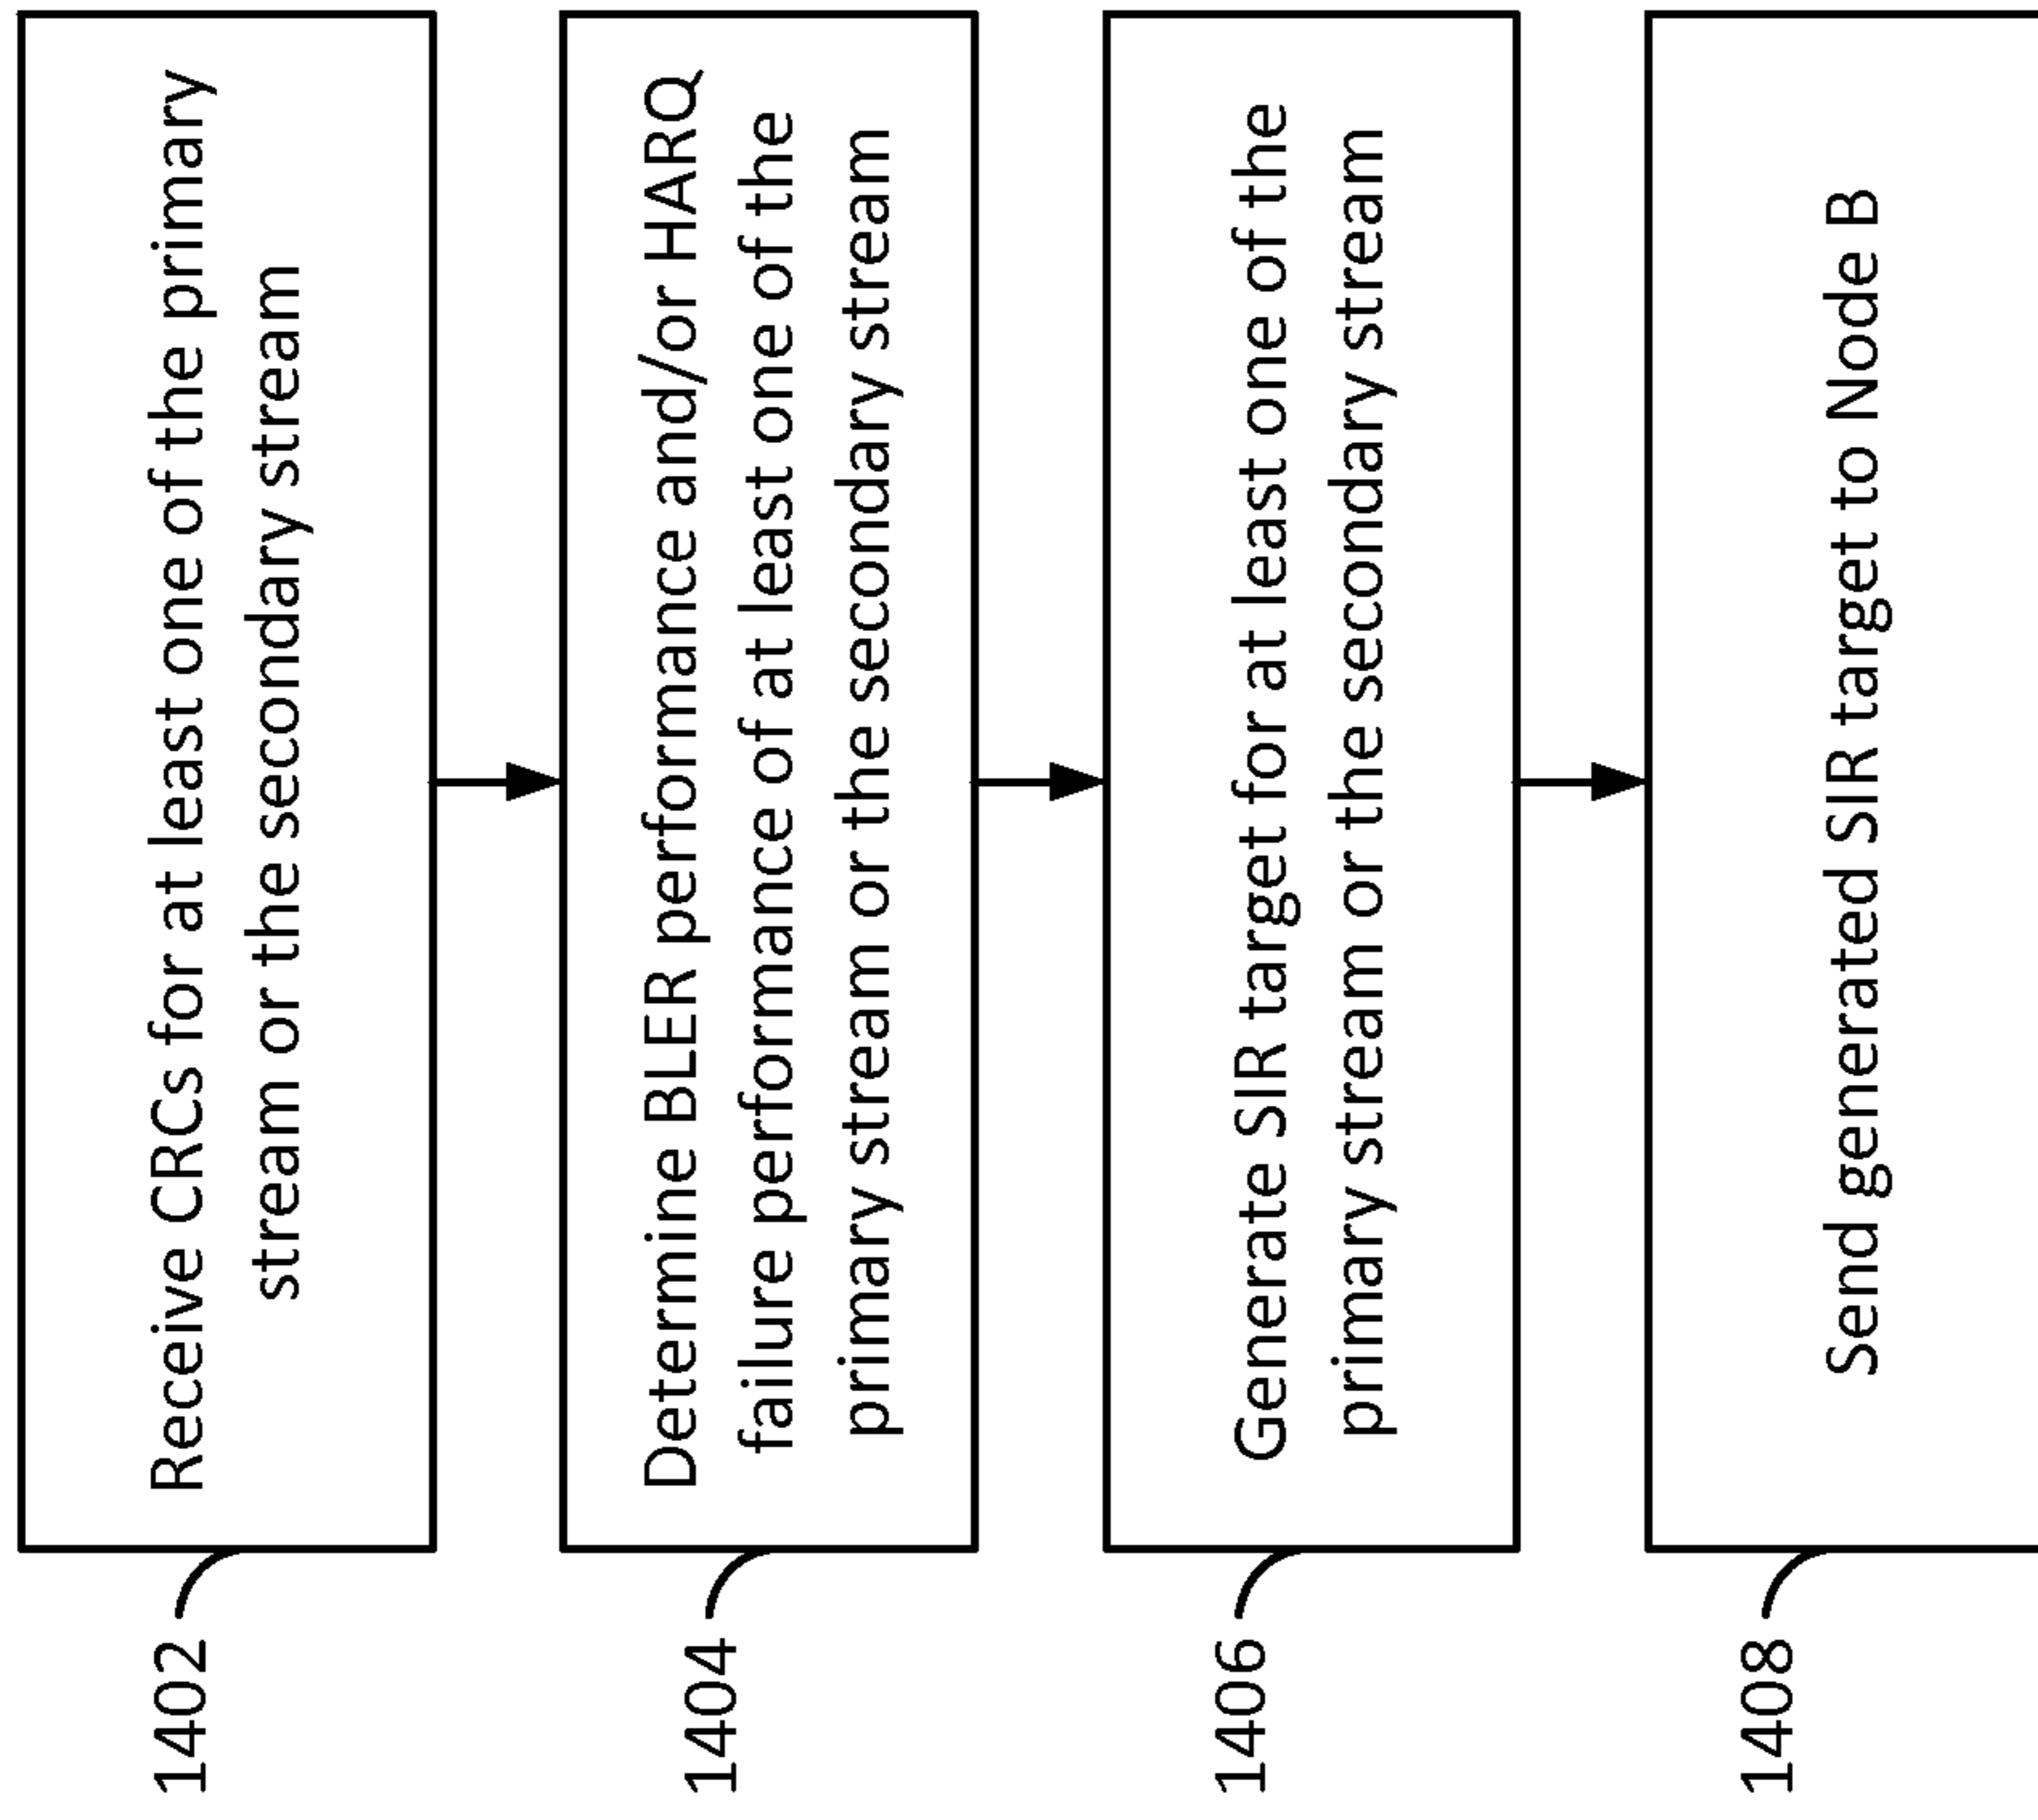 1402
Receive CRCs for at least one of the primary
stream or the secondary stream
1404
Determine BLER performance and/or HARQ
failure performance of at least one of the
primary stream or the secondary stream
1406
Generate SIR target for at least one of the
primary stream or the secondary stream
1408
Send generated SIR target to Node B